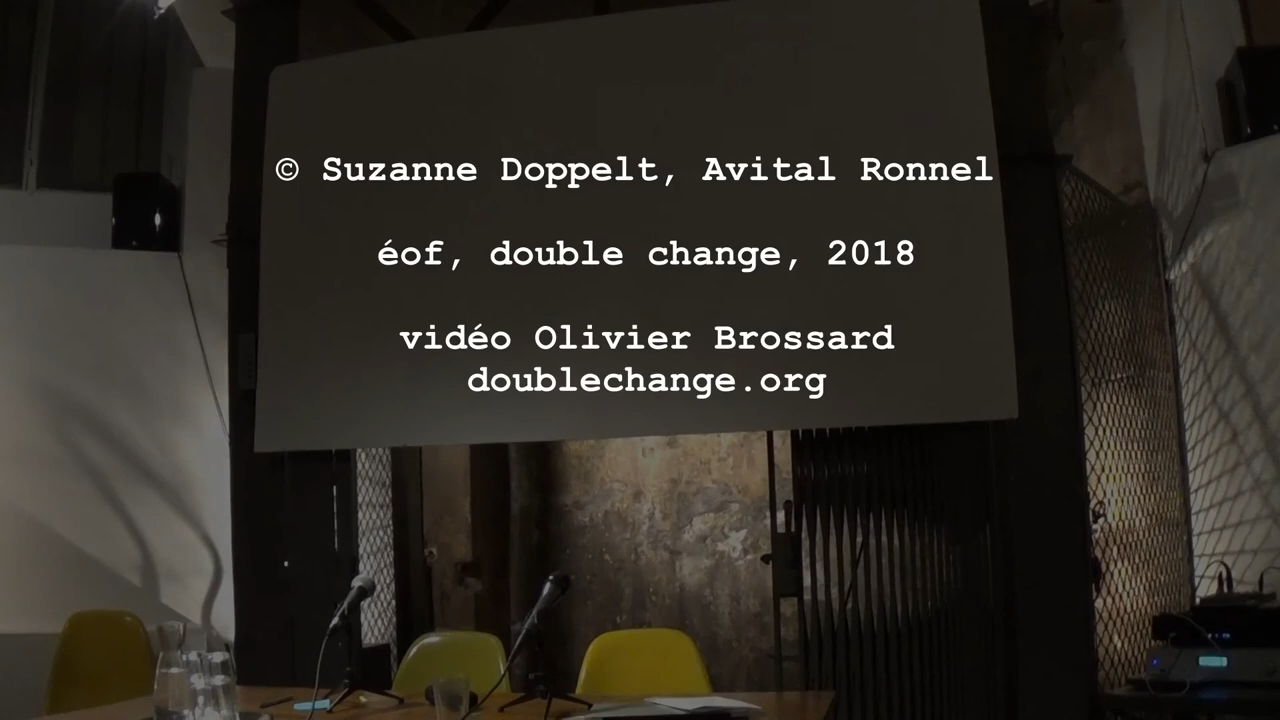 © Suzanne Doppelt, Avital Ronnel
éof, double change, 2018
vidéo Olivier Brossard
doublechange.org